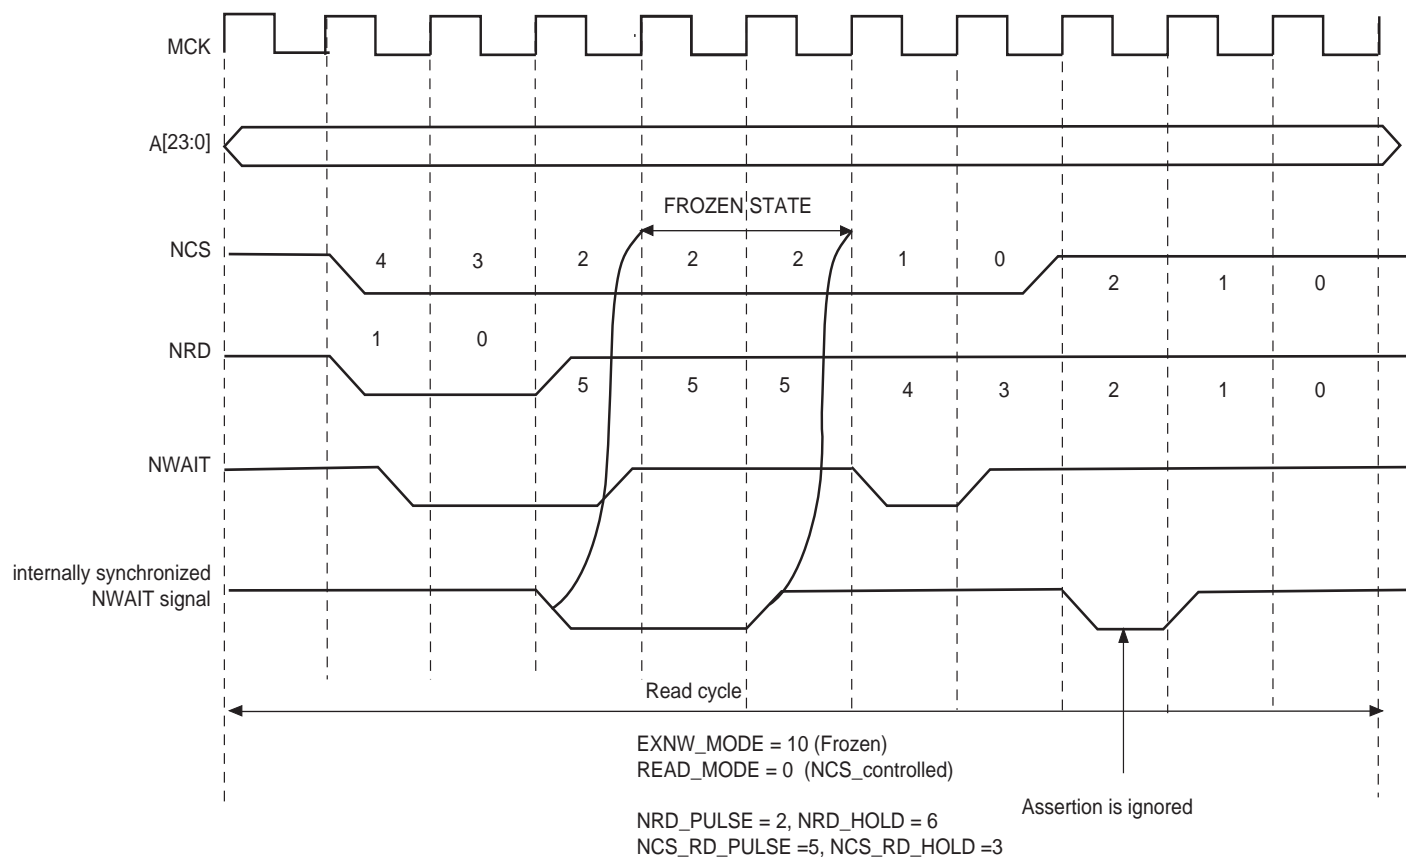 MCK
A[23:0]
FROZEN STATE
NCS
4 3 2 2 2 1 0
2 1 0
1 0
NRD
5 5 5 4 3 2 1 0
NWAIT
internally synchronized
NWAIT signal
Read cycle
EXNW_MODE = 10 (Frozen)
READ_MODE = 0 (NCS_controlled)
Assertion is ignored
NRD_PULSE = 2, NRD_HOLD = 6
NCS_RD_PULSE =5, NCS_RD_HOLD =3